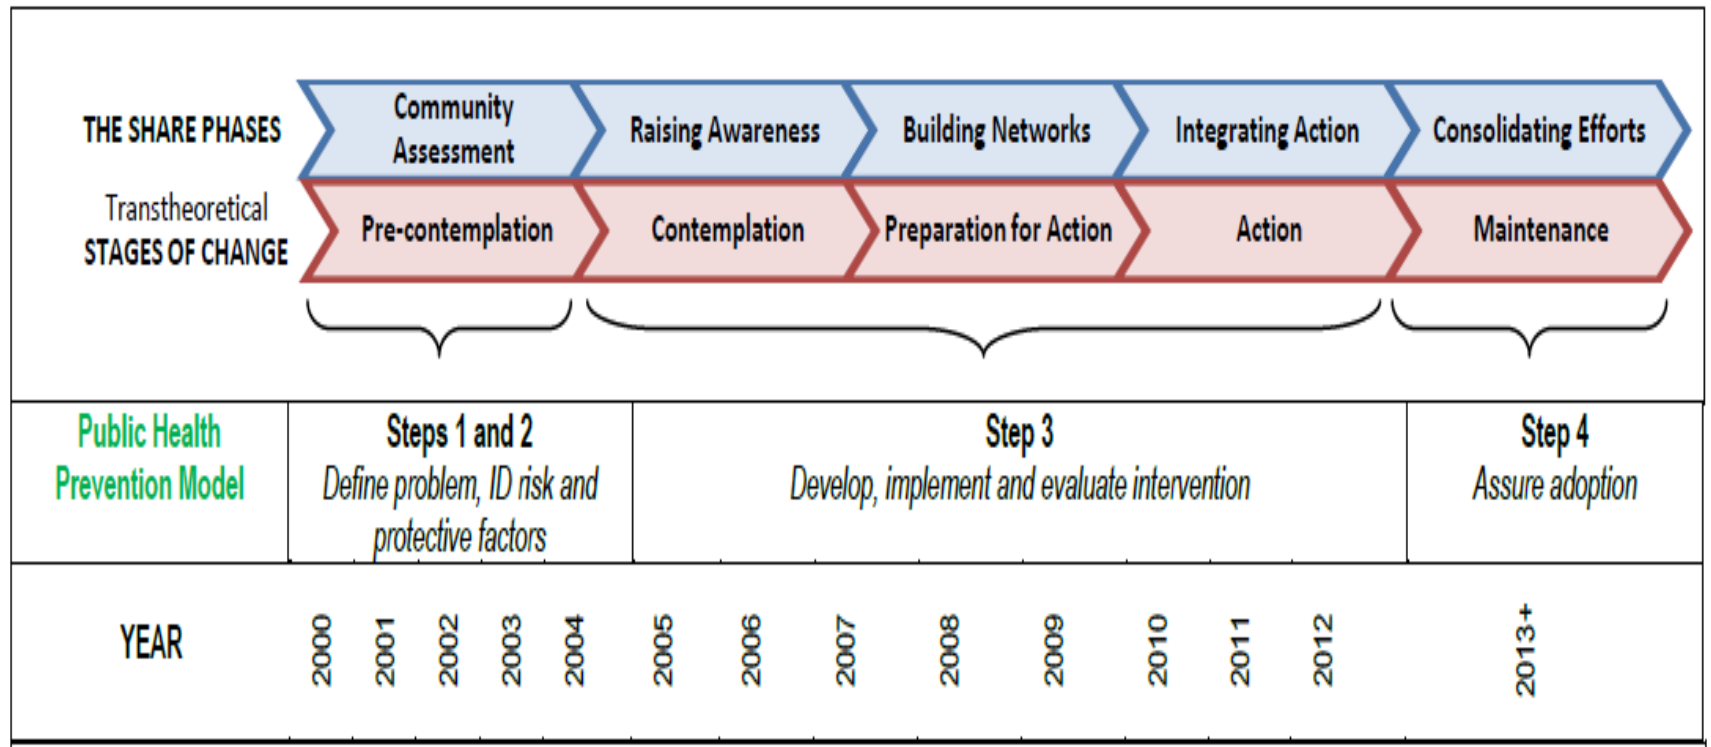 THE SHARE PHASES
Community
Assessment
Raising Awareness
Building Networks
Integrating Action
Consolidating Efforts
Transtheoretical
STAGES OF CHANGE
Pre-contemplation
Contemplation
Preparation for Action
Action
Maintenance
Public Health
Prevention Model
Steps 1 and 2
Define problem, ID risk and
protective factors
Step 3
Develop, implement and evaluate intervention
Step 4
Assure adoption
YEAR
2000
2001
2002
2003
2004
2005
2006
2007
2008
2009
2010
2011
2012
2013+